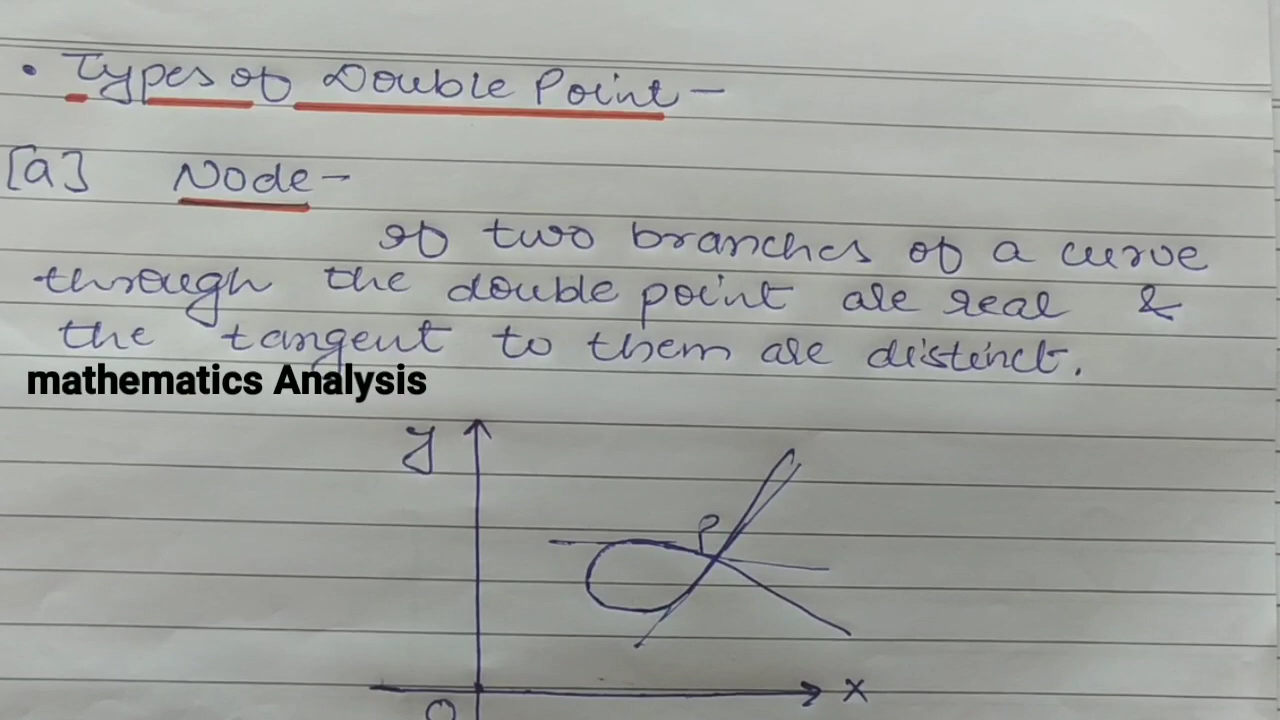 • Types of Double Point -
[a] Node -
If two branches of a curve
through the double point are real &
the tangent to them are distinct.
mathematics Analysis
y
P
x
O